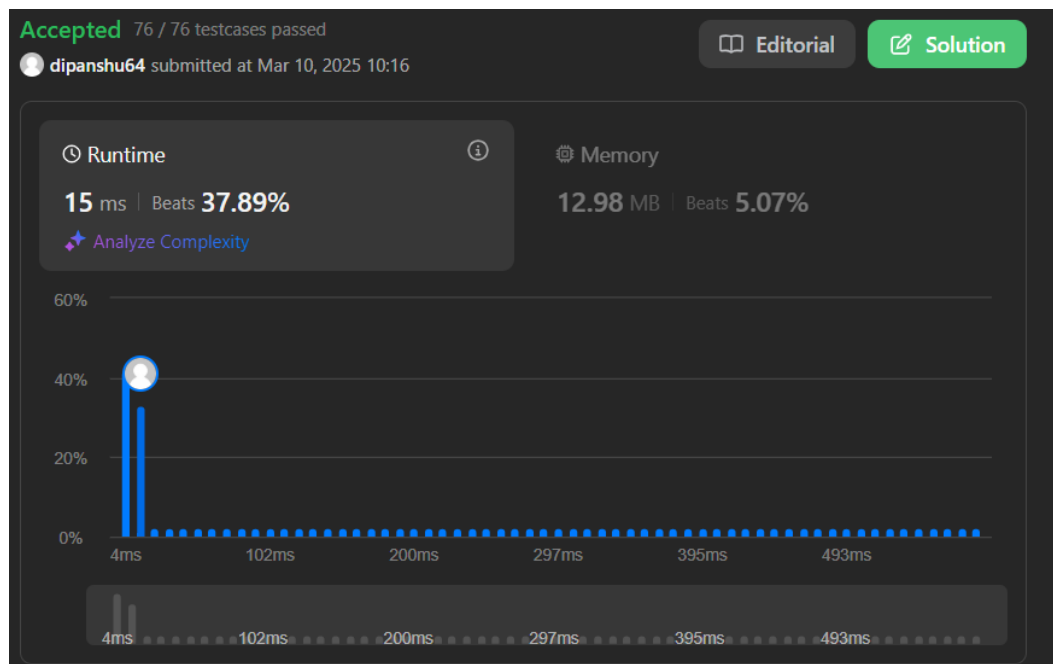 Accepted 76 / 76 testcases passed
Editorial
Solution
dipanshu64 submitted at Mar 10, 2025 10:16
Runtime
15 ms | Beats 37.89%
Analyze Complexity
Memory
12.98 MB | Beats 5.07%
60%
40%
20%
0%
4ms 102ms 200ms 297ms 395ms 493ms
4ms 102ms 200ms 297ms 395ms 493ms